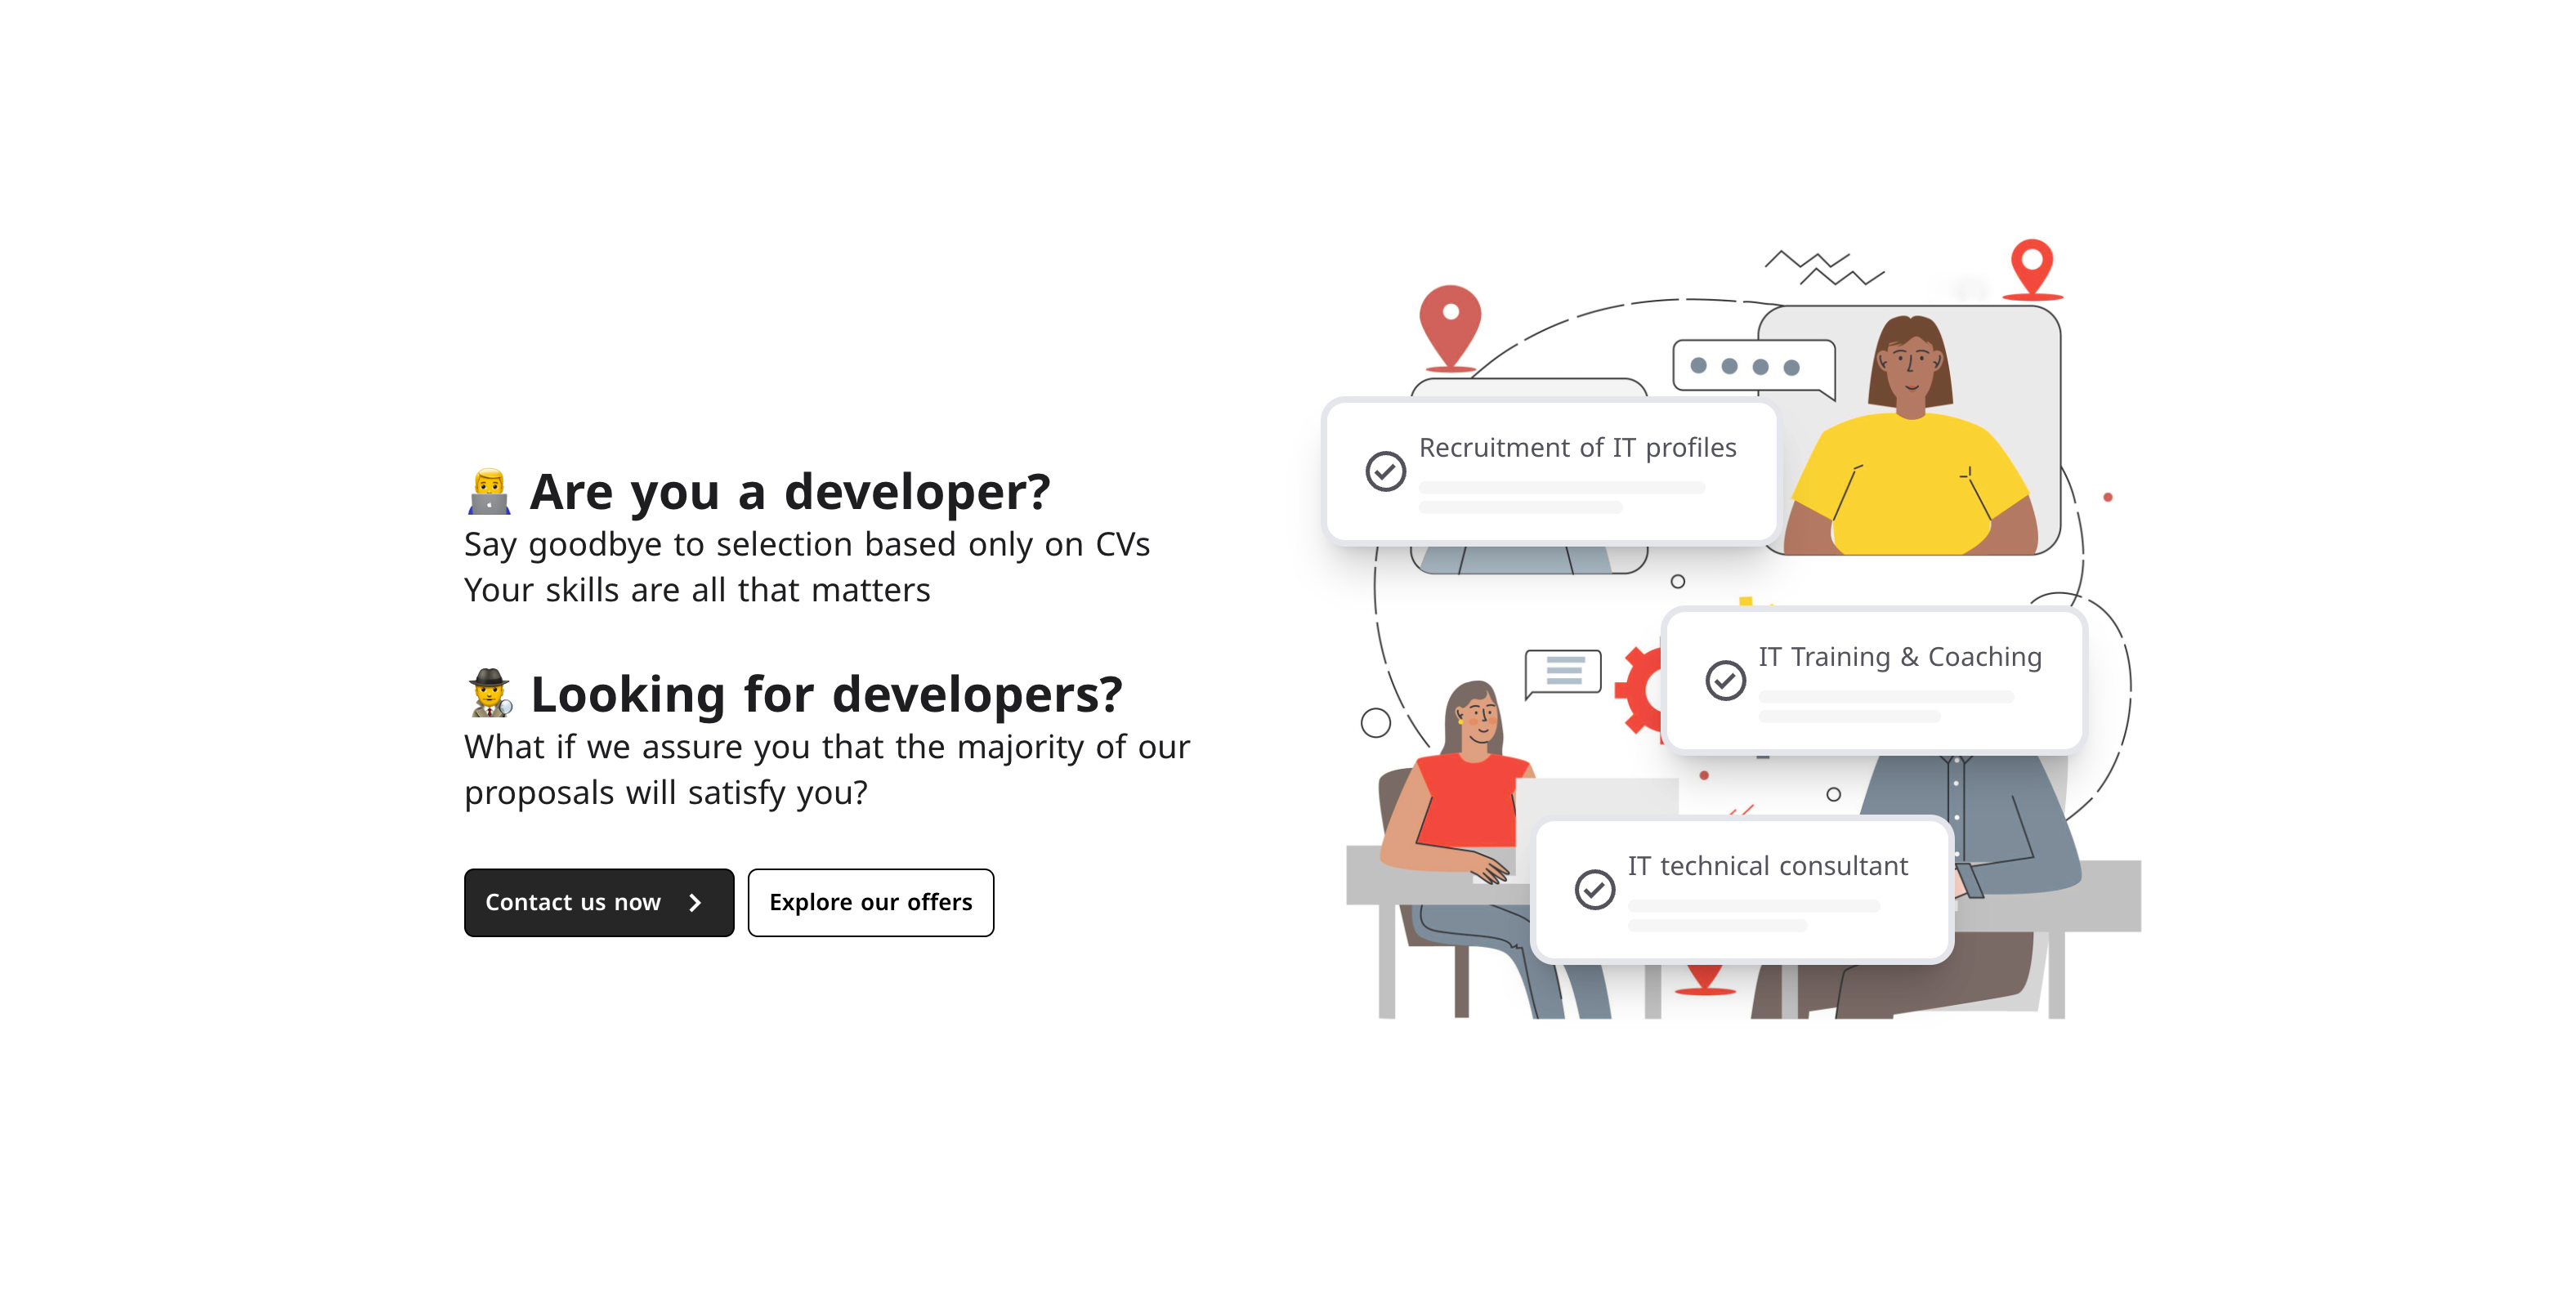 👨‍💻 Are you a developer?
Say goodbye to selection based only on CVs
Your skills are all that matters
🕵️ Looking for developers?
What if we assure you that the majority of our
proposals will satisfy you?
Contact us now
Explore our offers
Recruitment of IT profiles
IT Training & Coaching
IT technical consultant